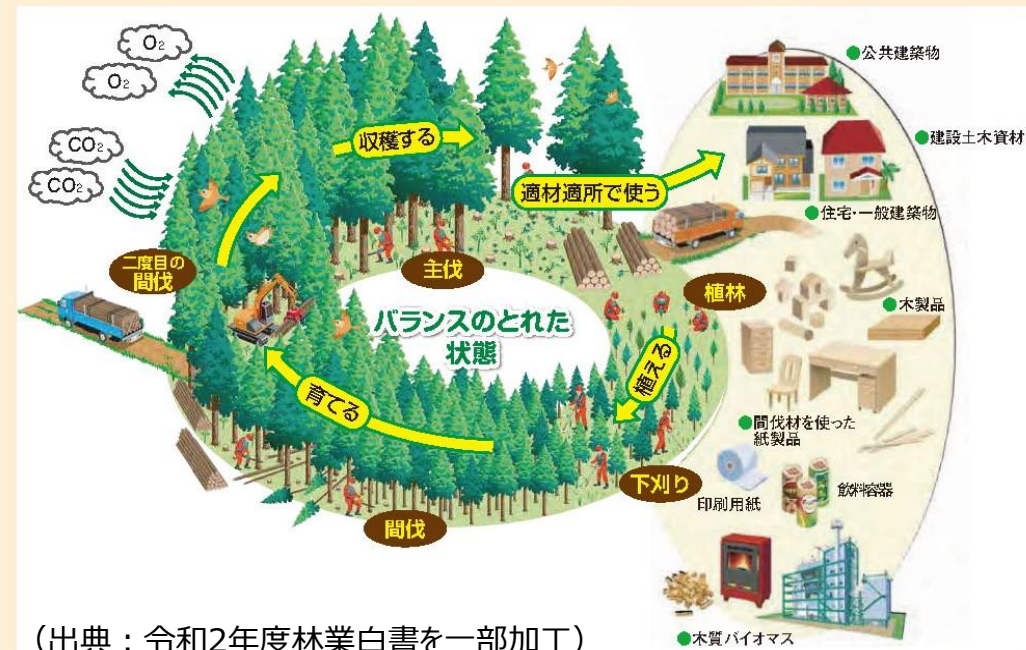 O₂
O₂
CO₂
CO₂
収穫する
適材適所で使う
二度目の
間伐
主伐
植林
バランスのとれた
状態
植える
育てる
下刈り
間伐
●公共建築物
●建設土木資材
●住宅・一般建築物
●木製品
●間伐材を使った
紙製品
印刷用紙
飲料容器
●木質バイオマス
（出典：令和2年度林業白書を一部加工）